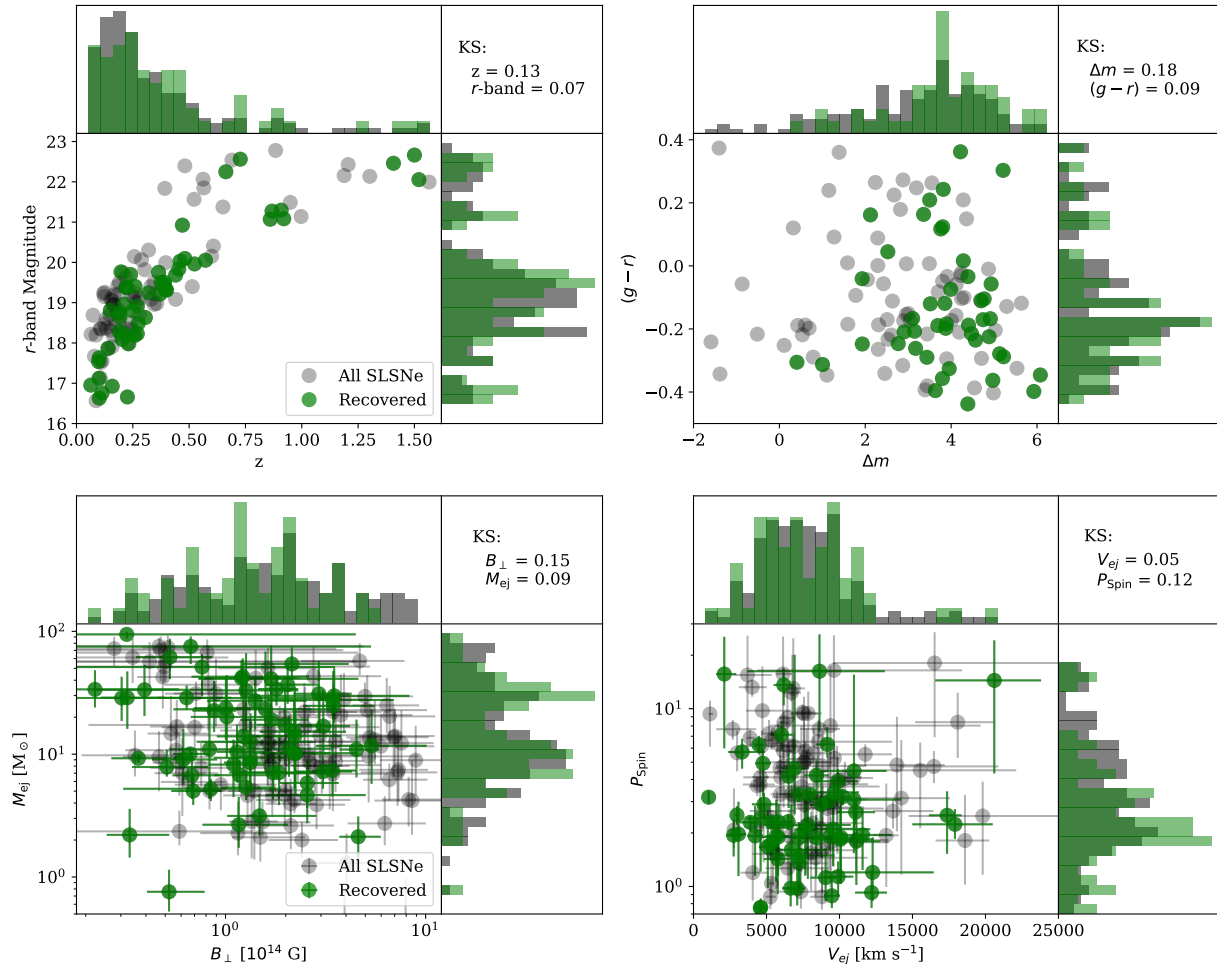 KS:
z = 0.13
r-band = 0.07
23
22
21
20
19
18
17
16
r-band Magnitude
All SLSNe
Recovered
0.00 0.25 0.50 0.75 1.00 1.25 1.50
z
KS:
Δm = 0.18
(g − r) = 0.09
0.4
0.2
0.0
−0.2
−0.4
(g − r)
−2 0 2 4 6
Δm
KS:
B⊥ = 0.15
Mej = 0.09
10²
10¹
10⁰
Mej [M⊙]
All SLSNe
Recovered
10⁰ 10¹
B⊥ [10¹⁴ G]
KS:
Vej = 0.05
PSpin = 0.12
10¹
10⁰
PSpin
0 5000 10000 15000 20000 25000
Vej [km s⁻¹]